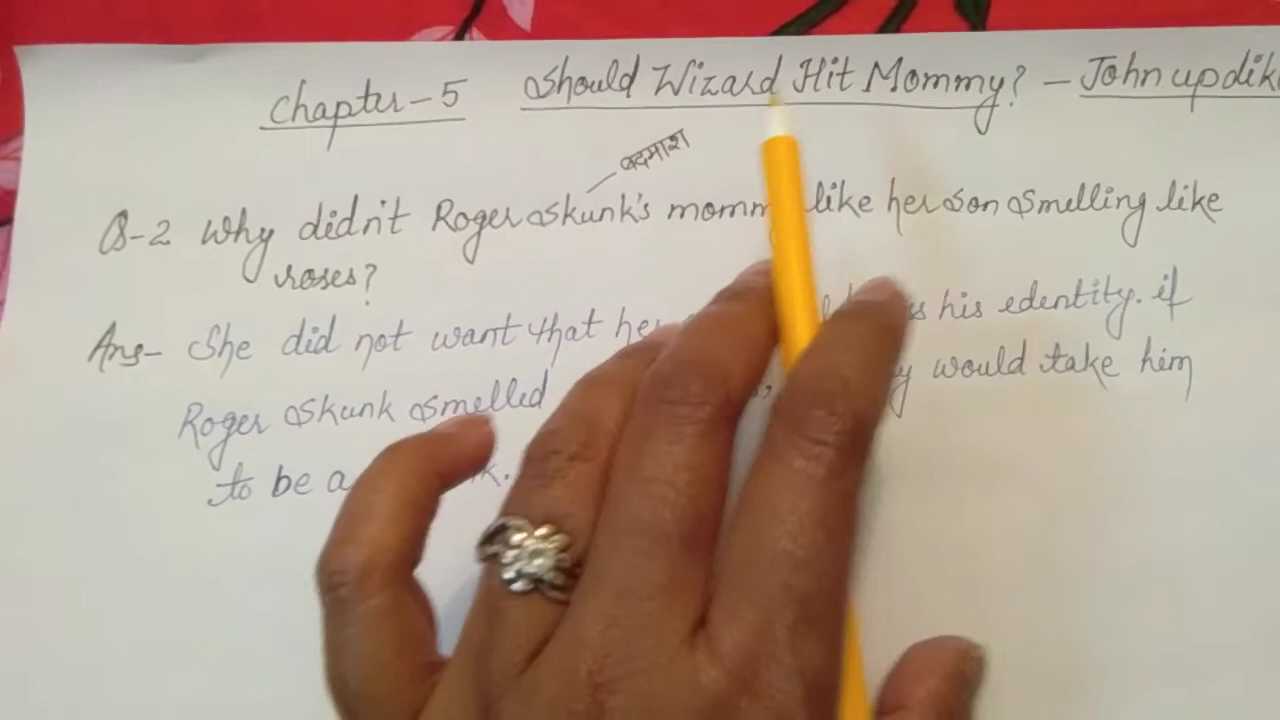 Chapter-5 Should Wizard Hit Mommy? - John updik
बदमाश
Q-2 Why didn't Roger Skunk's momm like her son smelling like
roses?
Ans- She did not want that he his edentity. if
Roger Skunk smelled would take him
to be a